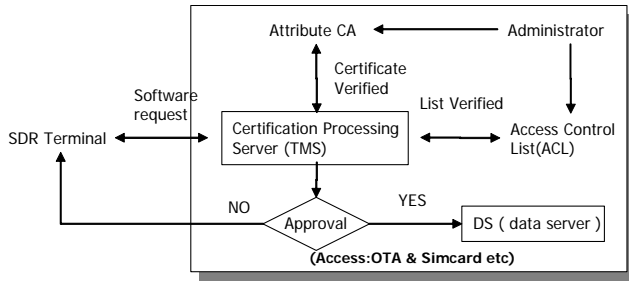 Attribute CA
Administrator
Certificate
Verified
Software
request
List Verified
SDR Terminal
Certification Processing
Server (TMS)
Access Control
List(ACL)
NO
YES
Approval
DS ( data server )
(Access:OTA & Simcard etc)